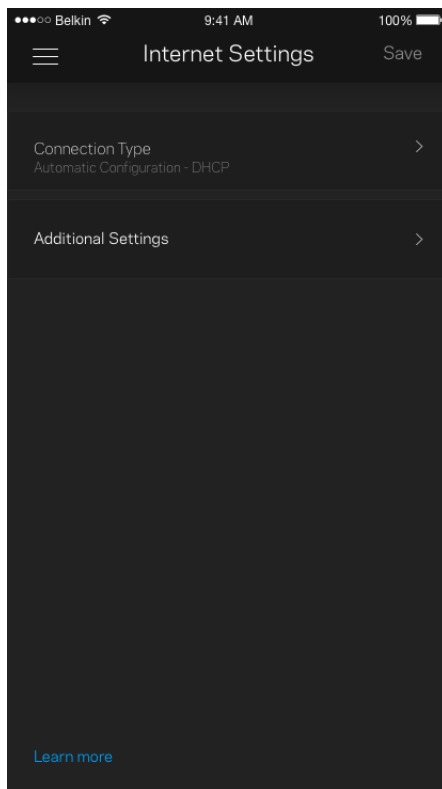 ●●●○○ Belkin 9:41 AM 100%
Internet Settings Save
Connection Type
Automatic Configuration - DHCP
Additional Settings
Learn more